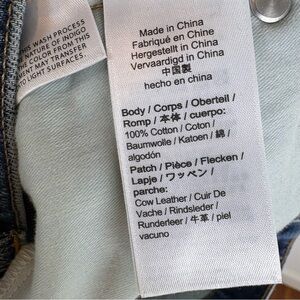 WASH PROCESS
NATURE OF INDIGO
COLOR FROM THIS
MENT MAY TRANSFER
TO LIGHT SURFACES.
Made in China
Fabriqué en Chine
Hergestellt in China
Vervaardigd in China
中国製
hecho en china
Body / Corps / Oberteil /
Romp / 本体 / cuerpo:
100% Cotton / Coton /
Baumwolle / Katoen / 綿 /
algodón
Patch / Pièce / Flecken /
Lapje / ワッペン /
parche:
Cow Leather / Cuir De
Vache / Rindsleder /
Runderleer / 牛革 / piel
vacuno